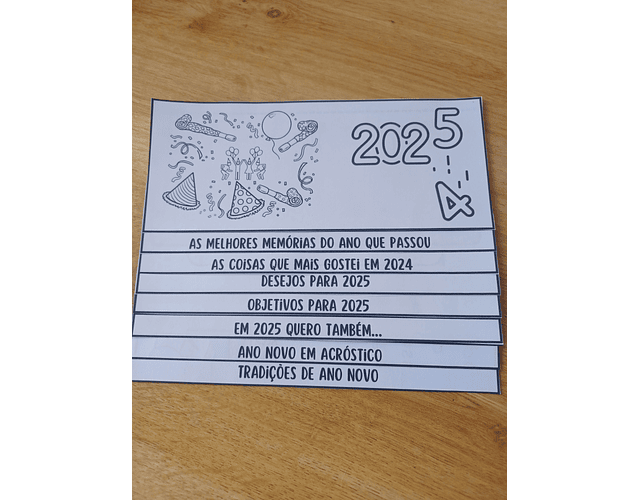 2025
4
AS MELHORES MEMÓRIAS DO ANO QUE PASSOU
AS COISAS QUE MAIS GOSTEI EM 2024
DESEJOS PARA 2025
OBJETIVOS PARA 2025
EM 2025 QUERO TAMBÉM...
ANO NOVO EM ACRÓSTICO
TRADIÇÕES DE ANO NOVO